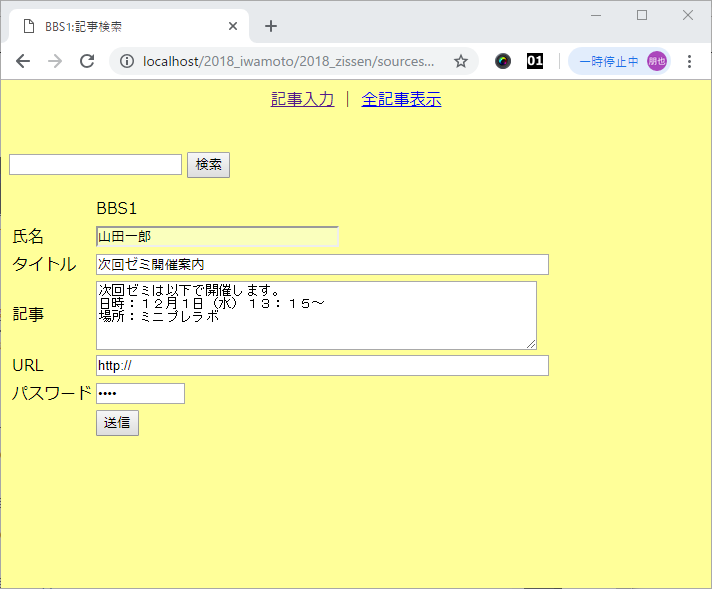 BBS1:記事検索
localhost/2018_iwamoto/2018_zissen/sources...
01
一時停止中
朋也
記事入力 | 全記事表示
検索
BBS1
氏名 山田一郎
タイトル 次回ゼミ開催案内
記事
次回ゼミは以下で開催します。
日時：１２月１日（水）１３：１５～
場所：ミニプレラボ
URL http://
パスワード ••••
送信